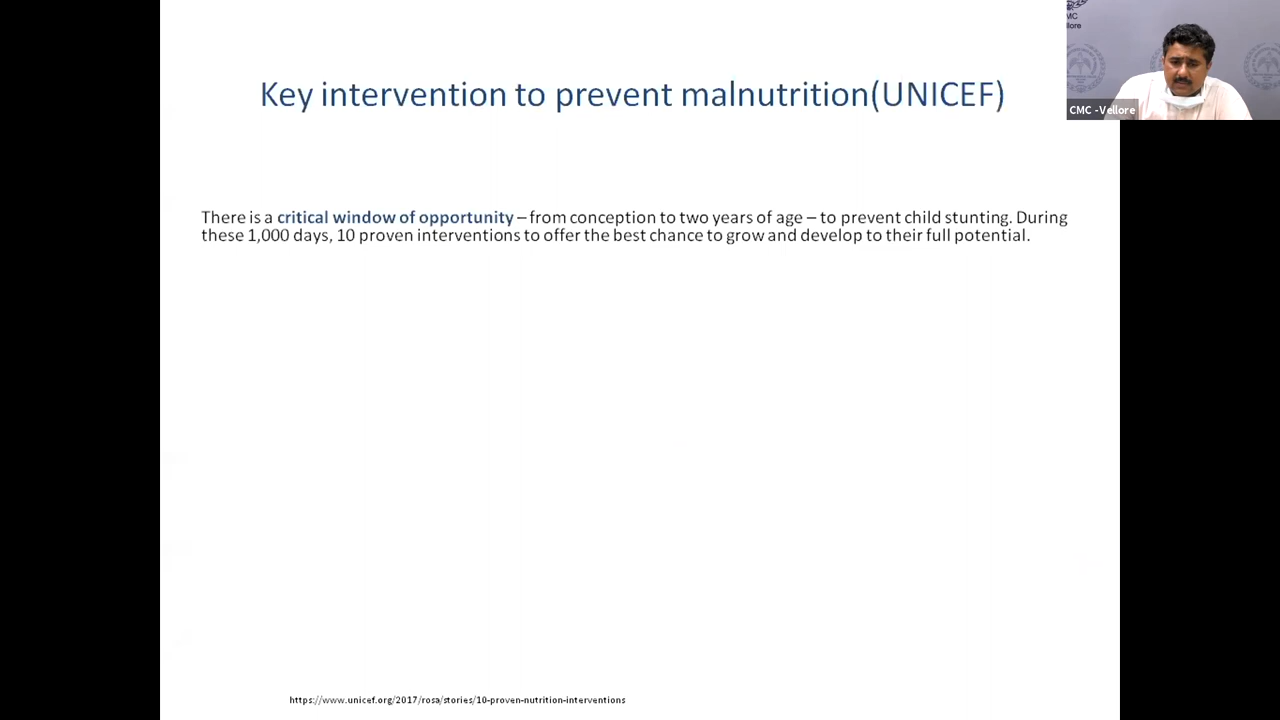 MC
llore
CMC -Vellore
Key intervention to prevent malnutrition(UNICEF)
There is a critical window of opportunity – from conception to two years of age – to prevent child stunting. During
these 1,000 days, 10 proven interventions to offer the best chance to grow and develop to their full potential.
https://www.unicef.org/2017/rosa/stories/10-proven-nutrition-interventions